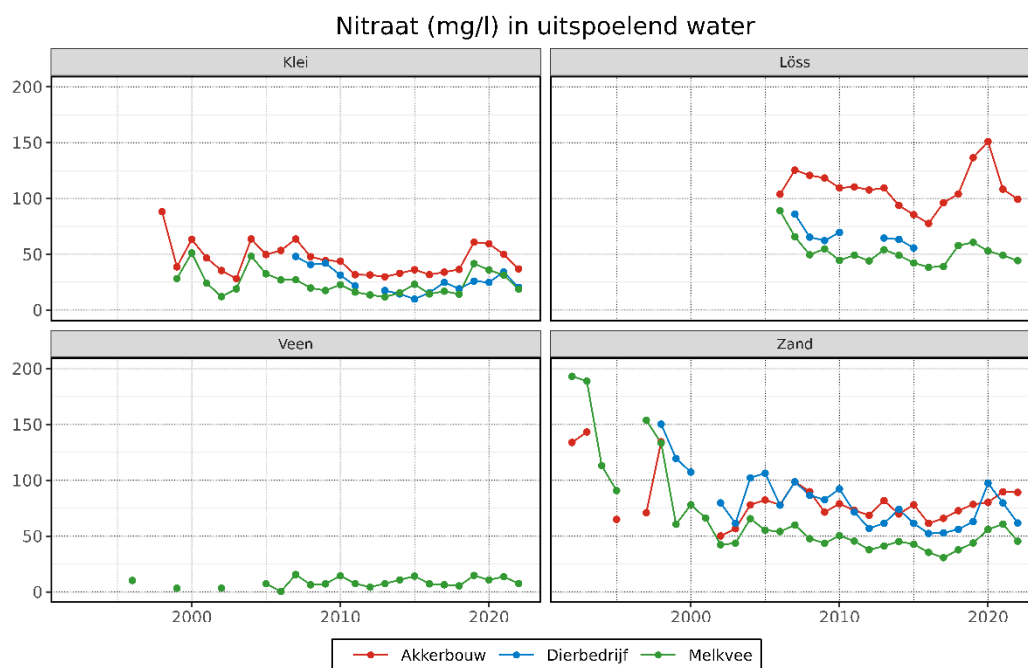 Nitraat (mg/l) in uitspoelend water
Klei
Löss
200
150
100
50
0
Veen
Zand
200
150
100
50
0
2000
2010
2020
2000
2010
2020
Akkerbouw
Dierbedrijf
Melkvee